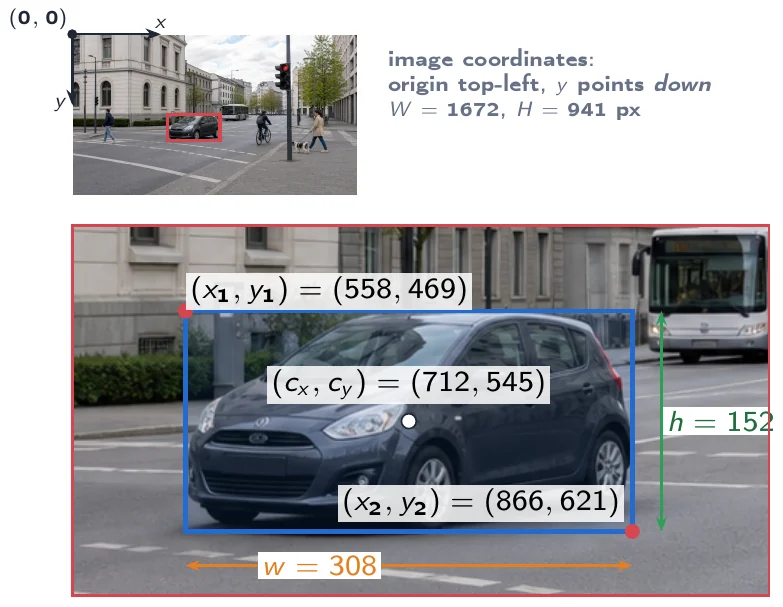 (0, 0)
x
y
image coordinates:
origin top-left, y points down
W = 1672, H = 941 px
(x₁, y₁) = (558, 469)
(cₓ, c_y) = (712, 545)
h = 152
(x₂, y₂) = (866, 621)
w = 308